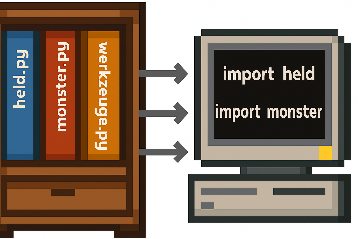 held.py
monster.py
werkzeuge.py
import held
import monster